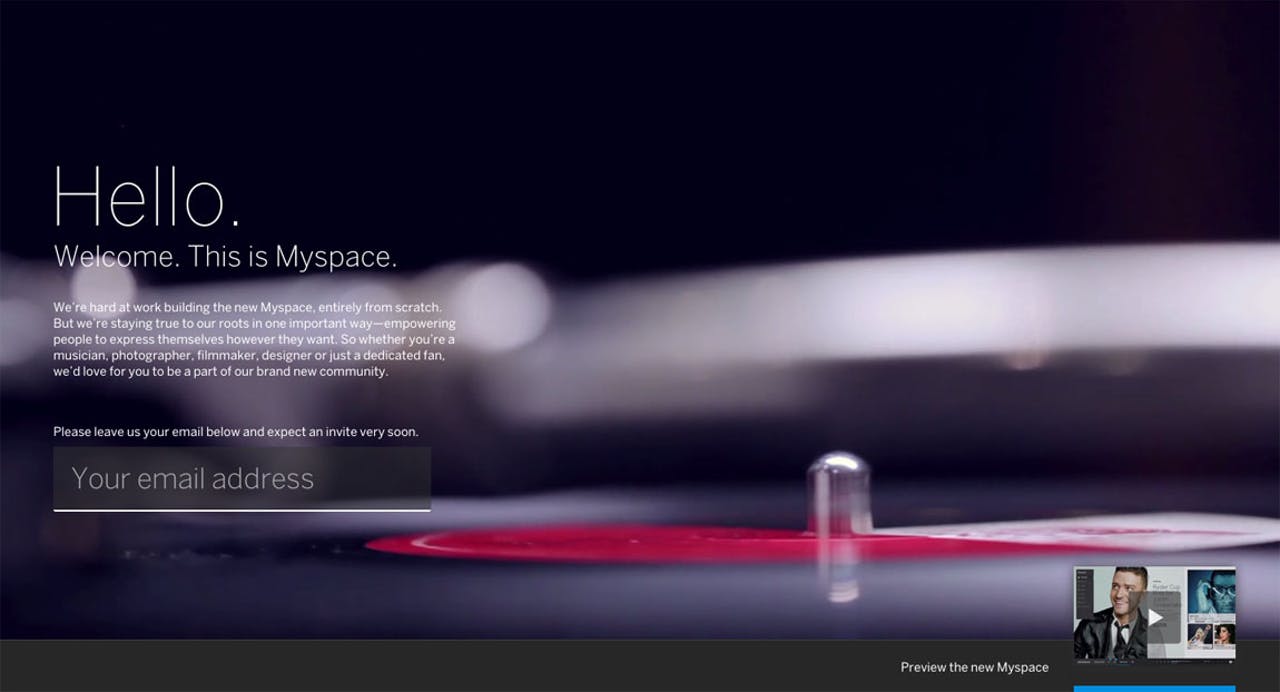 Hello.
Welcome. This is Myspace.
We're hard at work building the new Myspace, entirely from scratch.
But we're staying true to our roots in one important way—empowering
people to express themselves however they want. So whether you're a
musician, photographer, filmmaker, designer or just a dedicated fan,
we'd love for you to be a part of our brand new community.
Please leave us your email below and expect an invite very soon.
Your email address
Ryder Cup
Preview the new Myspace